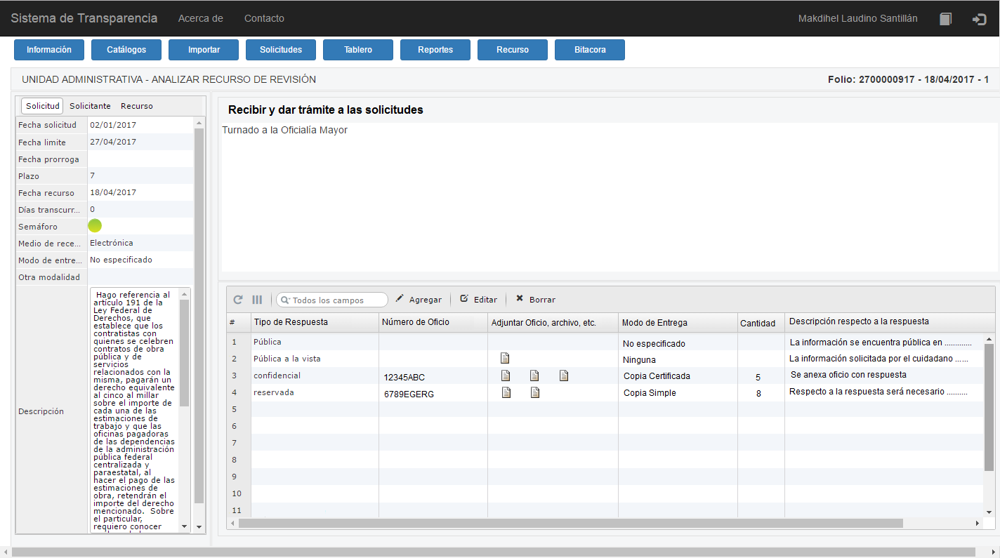 Sistema de Transparencia Acerca de Contacto Makdihel Laudino Santillán
Información Catálogos Importar Solicitudes Tablero Reportes Recurso Bitacora
UNIDAD ADMINISTRATIVA - ANALIZAR RECURSO DE REVISIÓN Folio: 2700000917 - 18/04/2017 - 1
Solicitud Solicitante Recurso
Fecha solicitud 02/01/2017
Fecha limite 27/04/2017
Fecha prorroga
Plazo 7
Fecha recurso 18/04/2017
Días transcurr... 0
Semáforo
Medio de rece... Electrónica
Modo de entre... No especificado
Otra modalidad
Descripción
Hago referencia al
artículo 191 de la
Ley Federal de
Derechos, que
establece que los
contratistas con
quienes se celebren
contratos de obra
pública y de
servicios
relacionados con la
misma, pagarán un
derecho equivalente
al cinco al millar
sobre el importe de
cada una de las
estimaciones de
trabajo y que las
oficinas pagadoras
de las dependencias
de la administración
pública federal
centralizada y
paraestatal, al
hacer el pago de las
estimaciones de
obra, retendrán el
importe del derecho
mencionado. Sobre
el particular,
requiero conocer
Recibir y dar trámite a las solicitudes
Turnado a la Oficialía Mayor
Todos los campos Agregar Editar Borrar
# Tipo de Respuesta Número de Oficio Adjuntar Oficio, archivo, etc. Modo de Entrega Cantidad Descripción respecto a la respuesta
1 Pública No especificado La información se encuentra pública en .............
2 Pública a la vista Ninguna La información solicitada por el cuidadano ......
3 confidencial 12345ABC Copia Certificada 5 Se anexa oficio con respuesta
4 reservada 6789EGERG Copia Simple 8 Respecto a la respuesta será necesario ..........
5
6
7
8
9
10
11